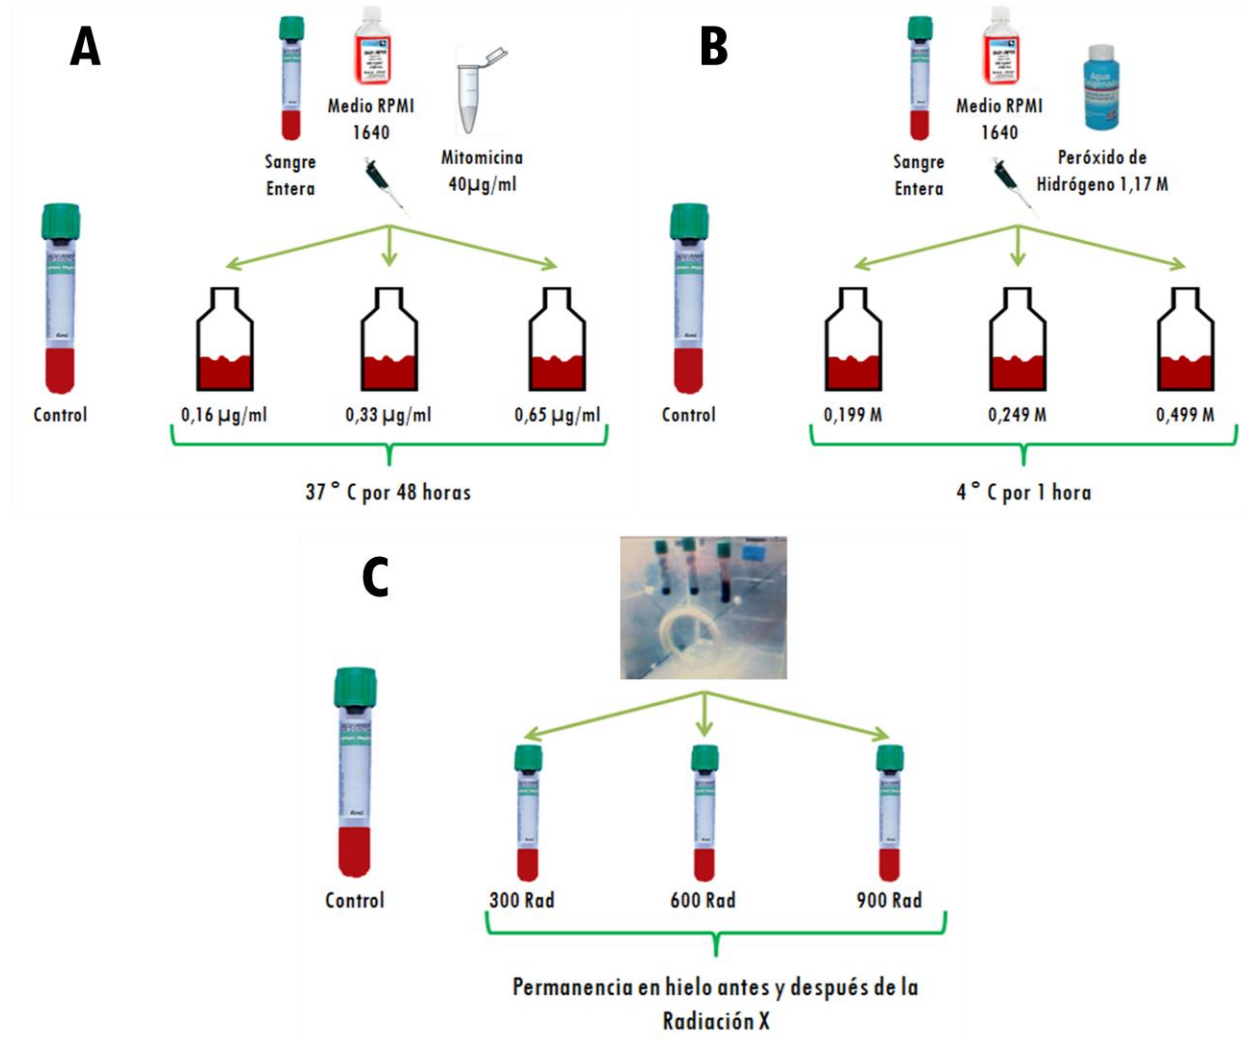 A
Medio RPMI
1640
Sangre
Entera
Mitomicina
40µg/ml
Control
0,16 µg/ml
0,33 µg/ml
0,65 µg/ml
37 ° C por 48 horas
B
Medio RPMI
1640
Sangre
Entera
Agua
Peróxido de
Hidrógeno 1,17 M
Control
0,199 M
0,249 M
0,499 M
4 ° C por 1 hora
C
Control
300 Rad
600 Rad
900 Rad
Permanencia en hielo antes y después de la
Radiación X